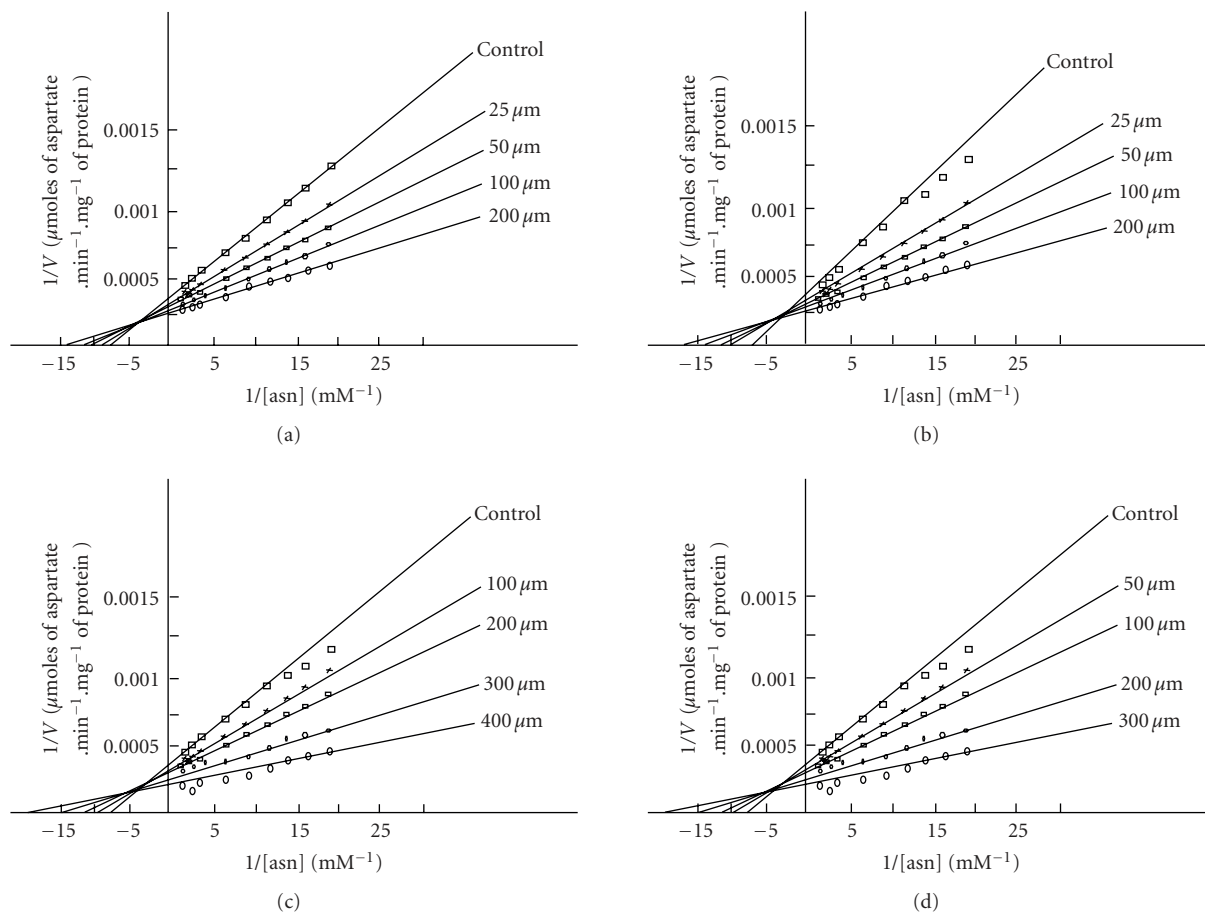 1/V (μmoles of aspartate
.min−1.mg−1 of protein )
0.0015
0.001
0.0005
Control
25 μm
50 μm
100 μm
200 μm
−15
−5
5
15
25
1/[asn] (mM−1)
(a)
1/V (μmoles of aspartate
.min−1.mg−1 of protein )
0.0015
0.001
0.0005
Control
25 μm
50 μm
100 μm
200 μm
−15
−5
5
15
25
1/[asn] (mM−1)
(b)
1/V (μmoles of aspartate
.min−1.mg−1 of protein )
0.0015
0.001
0.0005
Control
100 μm
200 μm
300 μm
400 μm
−15
−5
5
15
25
1/[asn] (mM−1)
(c)
1/V (μmoles of aspartate
.min−1.mg−1 of protein )
0.0015
0.001
0.0005
Control
50 μm
100 μm
200 μm
300 μm
−15
−5
5
15
25
1/[asn] (mM−1)
(d)